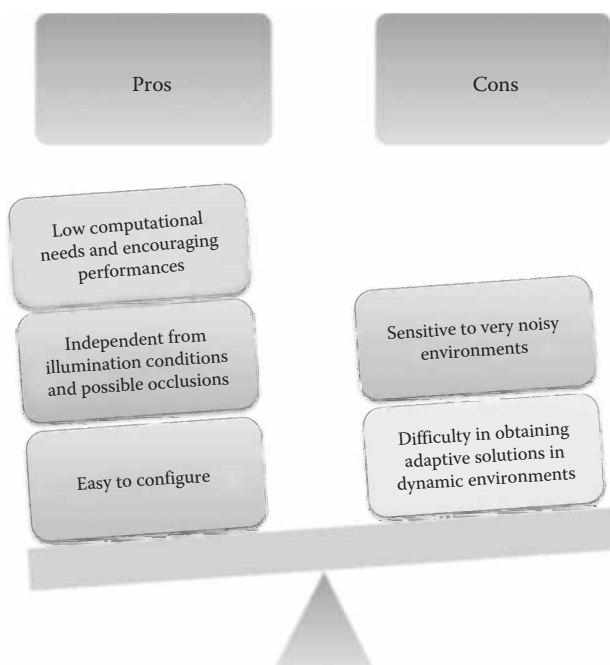 Pros
Cons
Low computational
needs and encouraging
performances
Independent from
illumination conditions
and possible occlusions
Easy to configure
Sensitive to very noisy
environments
Difficulty in obtaining
adaptive solutions in
dynamic environments